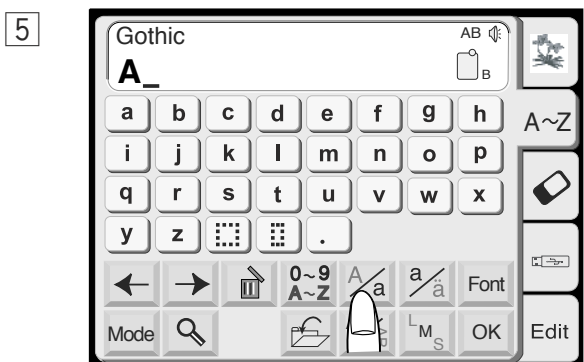 5
Gothic AB
A_ B
a b c d e f g h A~Z
i j k l m n o p
q r s t u v w x
y z .
0~9 A~Z A/a a/ä Font
Mode L M S OK Edit